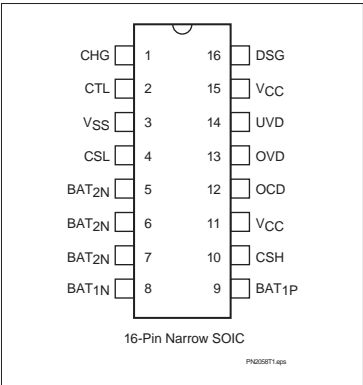 CHG 1 16 DSG
CTL 2 15 VCC
VSS 3 14 UVD
CSL 4 13 OVD
BAT2N 5 12 OCD
BAT2N 6 11 VCC
BAT2N 7 10 CSH
BAT1N 8 9 BAT1P
16-Pin Narrow SOIC
PN2058T1.eps